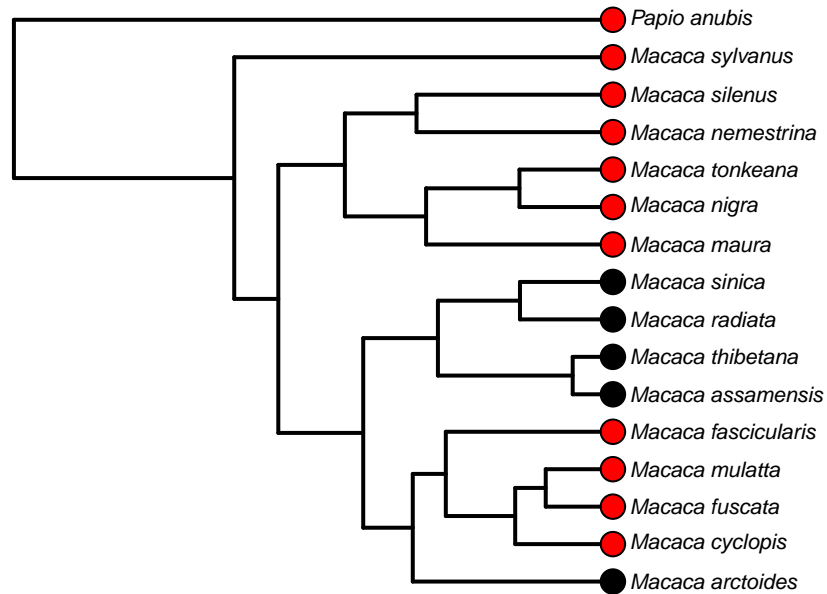 Papio anubis
Macaca sylvanus
Macaca silenus
Macaca nemestrina
Macaca tonkeana
Macaca nigra
Macaca maura
Macaca sinica
Macaca radiata
Macaca thibetana
Macaca assamensis
Macaca fascicularis
Macaca mulatta
Macaca fuscata
Macaca cyclopis
Macaca arctoides